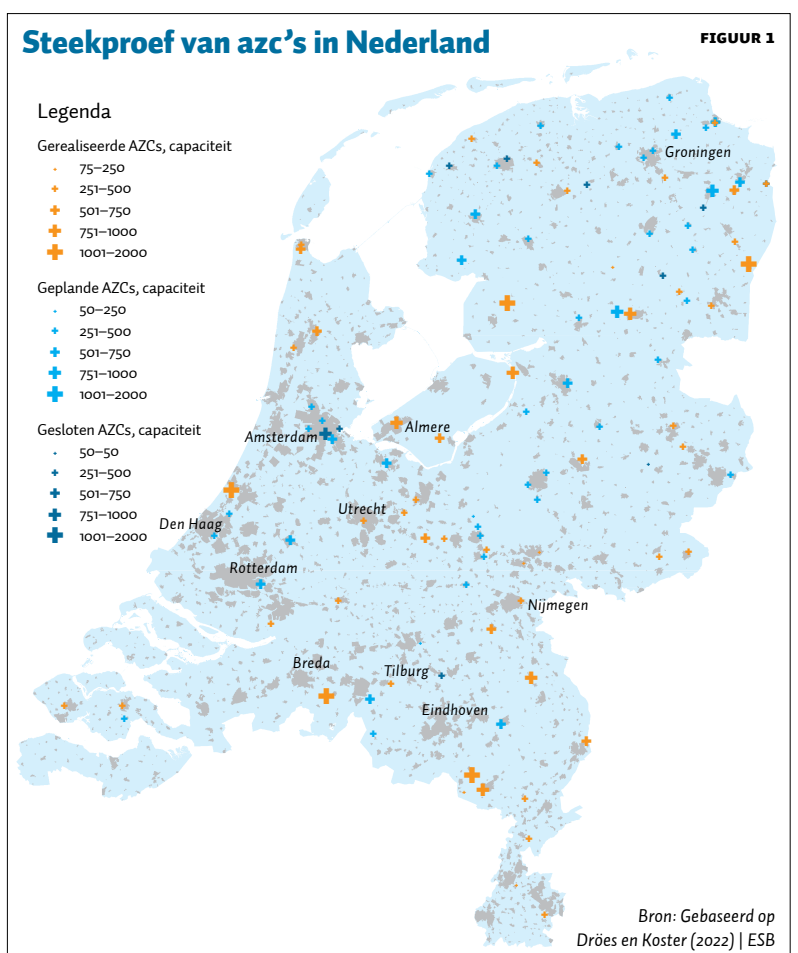 Steekproef van azc's in Nederland
FIGUUR 1
Legenda
Gerealiseerde AZCs, capaciteit
75–250
251–500
501–750
751–1000
1001–2000
Geplande AZCs, capaciteit
50–250
251–500
501–750
751–1000
1001–2000
Gesloten AZCs, capaciteit
50–50
251–500
501–750
751–1000
1001–2000
Groningen
Amsterdam
Almere
Utrecht
Den Haag
Rotterdam
Nijmegen
Breda
Tilburg
Eindhoven
Bron: Gebaseerd op
Dröes en Koster (2022) | ESB